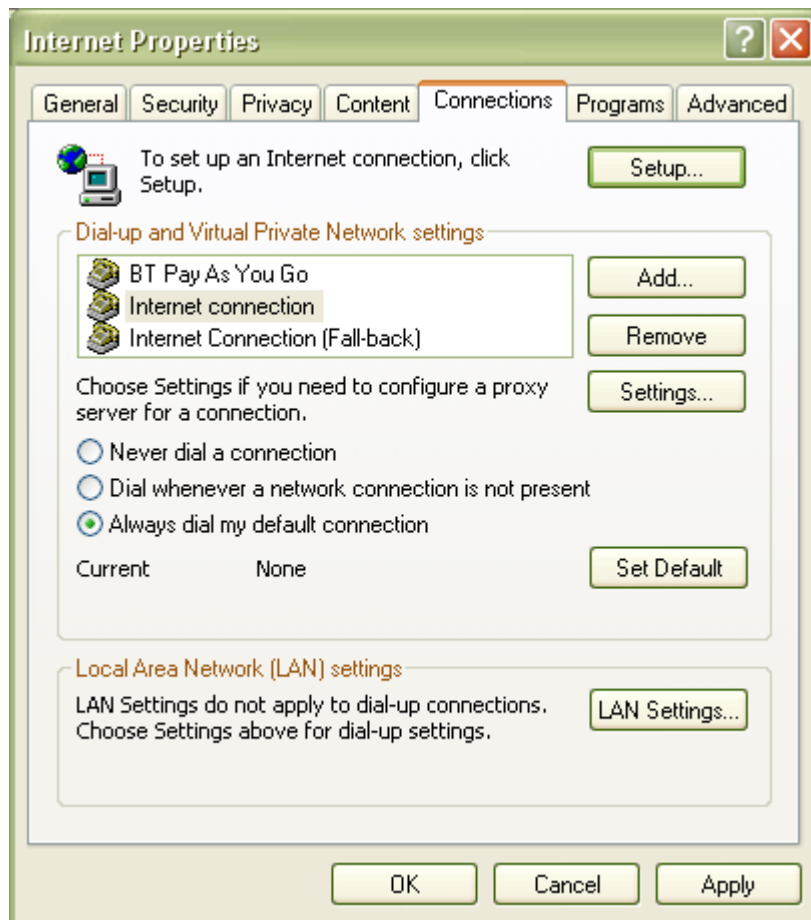 Internet Properties
General Security Privacy Content Connections Programs Advanced
To set up an Internet connection, click
Setup.
Setup...
Dial-up and Virtual Private Network settings
BT Pay As You Go
Internet connection
Internet Connection (Fall-back)
Add...
Remove
Choose Settings if you need to configure a proxy
server for a connection.
Settings...
Never dial a connection
Dial whenever a network connection is not present
Always dial my default connection
Current None
Set Default
Local Area Network (LAN) settings
LAN Settings do not apply to dial-up connections.
Choose Settings above for dial-up settings.
LAN Settings...
OK Cancel Apply